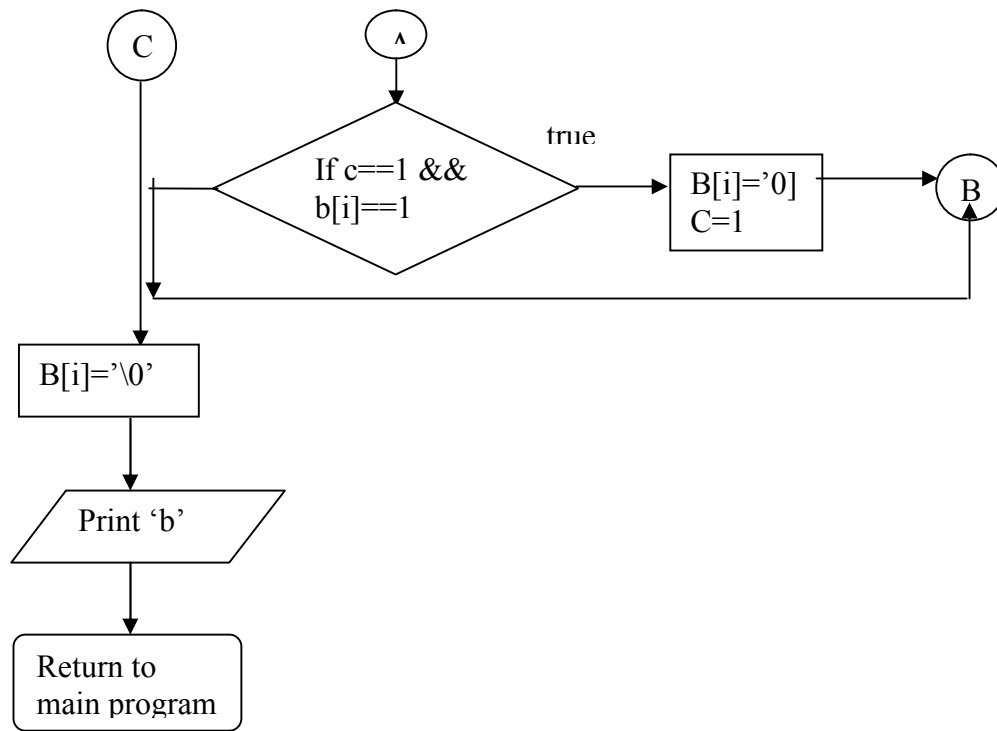 C
A
true
If c==1 &&
b[i]==1
B[i]=’0]
C=1
B
B[i]=’\0’
Print ‘b’
Return to
main program